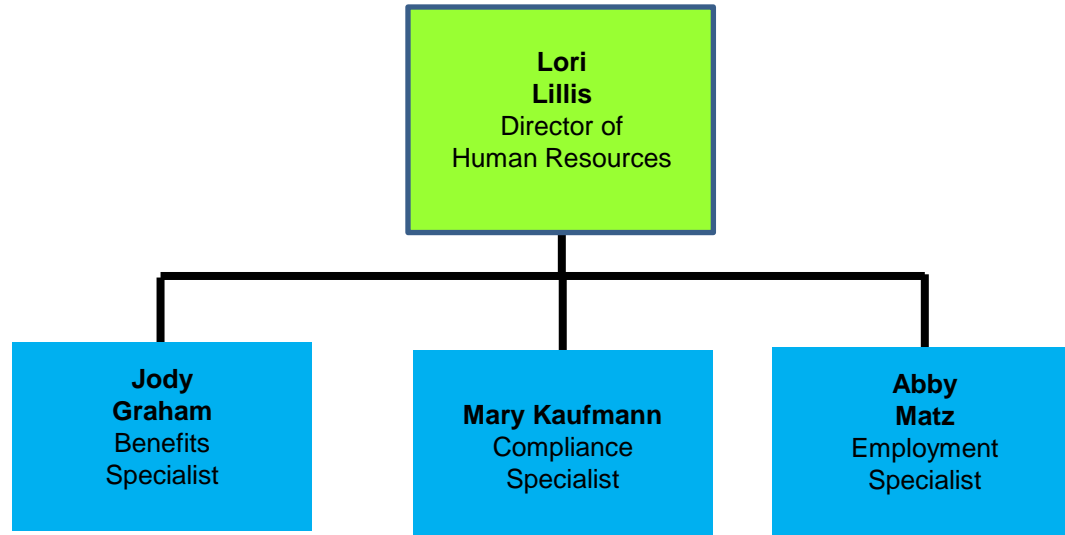 Lori
Lillis
Director of
Human Resources
Jody
Graham
Benefits
Specialist
Mary Kaufmann
Compliance
Specialist
Abby
Matz
Employment
Specialist